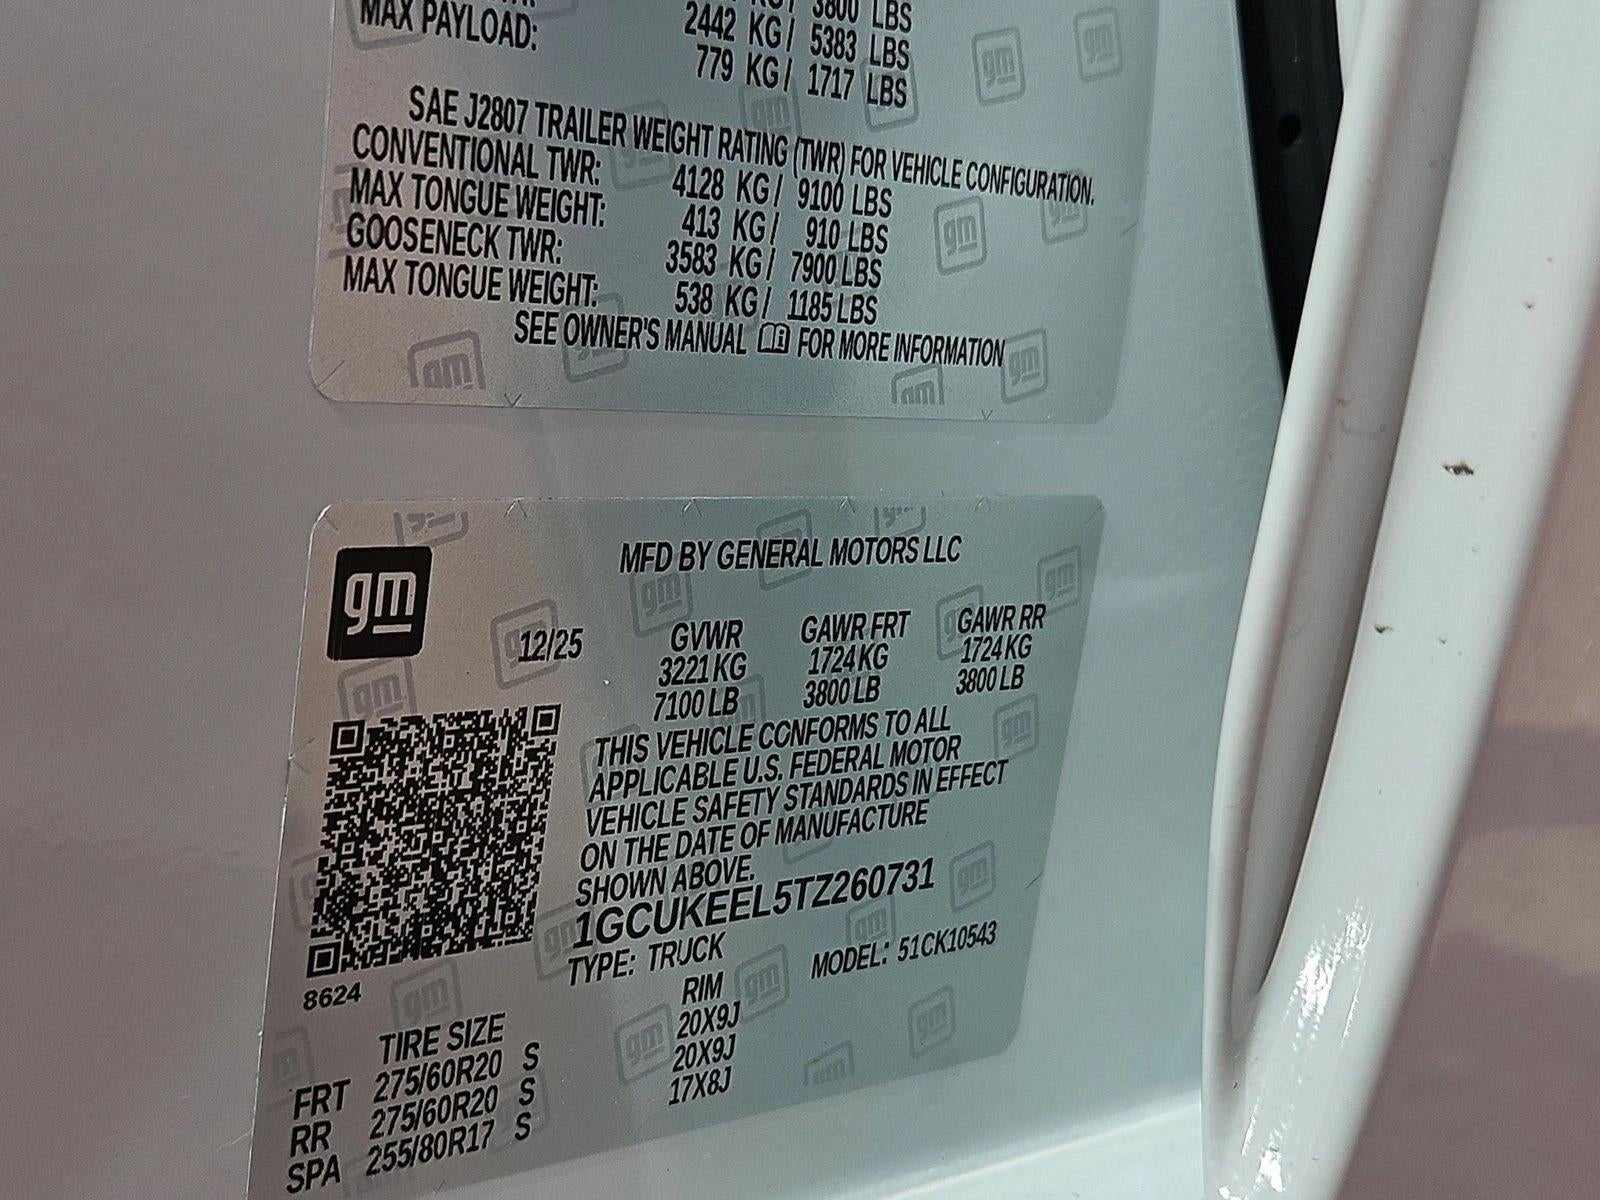 3800 LBS
2442 KG/ 5383 LBS
MAX PAYLOAD: 779 KG/ 1717 LBS
SAE J2807 TRAILER WEIGHT RATING (TWR) FOR VEHICLE CONFIGURATION.
CONVENTIONAL TWR: 4128 KG/ 9100 LBS
MAX TONGUE WEIGHT: 413 KG/ 910 LBS
GOOSENECK TWR: 3583 KG/ 7900 LBS
MAX TONGUE WEIGHT: 538 KG/ 1185 LBS
SEE OWNER'S MANUAL FOR MORE INFORMATION
gm
MFD BY GENERAL MOTORS LLC
12/25 GVWR GAWR FRT GAWR RR
3221 KG 1724 KG 1724 KG
7100 LB 3800 LB 3800 LB
THIS VEHICLE CONFORMS TO ALL
APPLICABLE U.S. FEDERAL MOTOR
VEHICLE SAFETY STANDARDS IN EFFECT
ON THE DATE OF MANUFACTURE
SHOWN ABOVE.
1GCUKEEL5TZ260731
TYPE: TRUCK MODEL: 51CK10543
8624
TIRE SIZE RIM
FRT 275/60R20 S 20X9J
RR 275/60R20 S 20X9J
SPA 255/80R17 S 17X8J